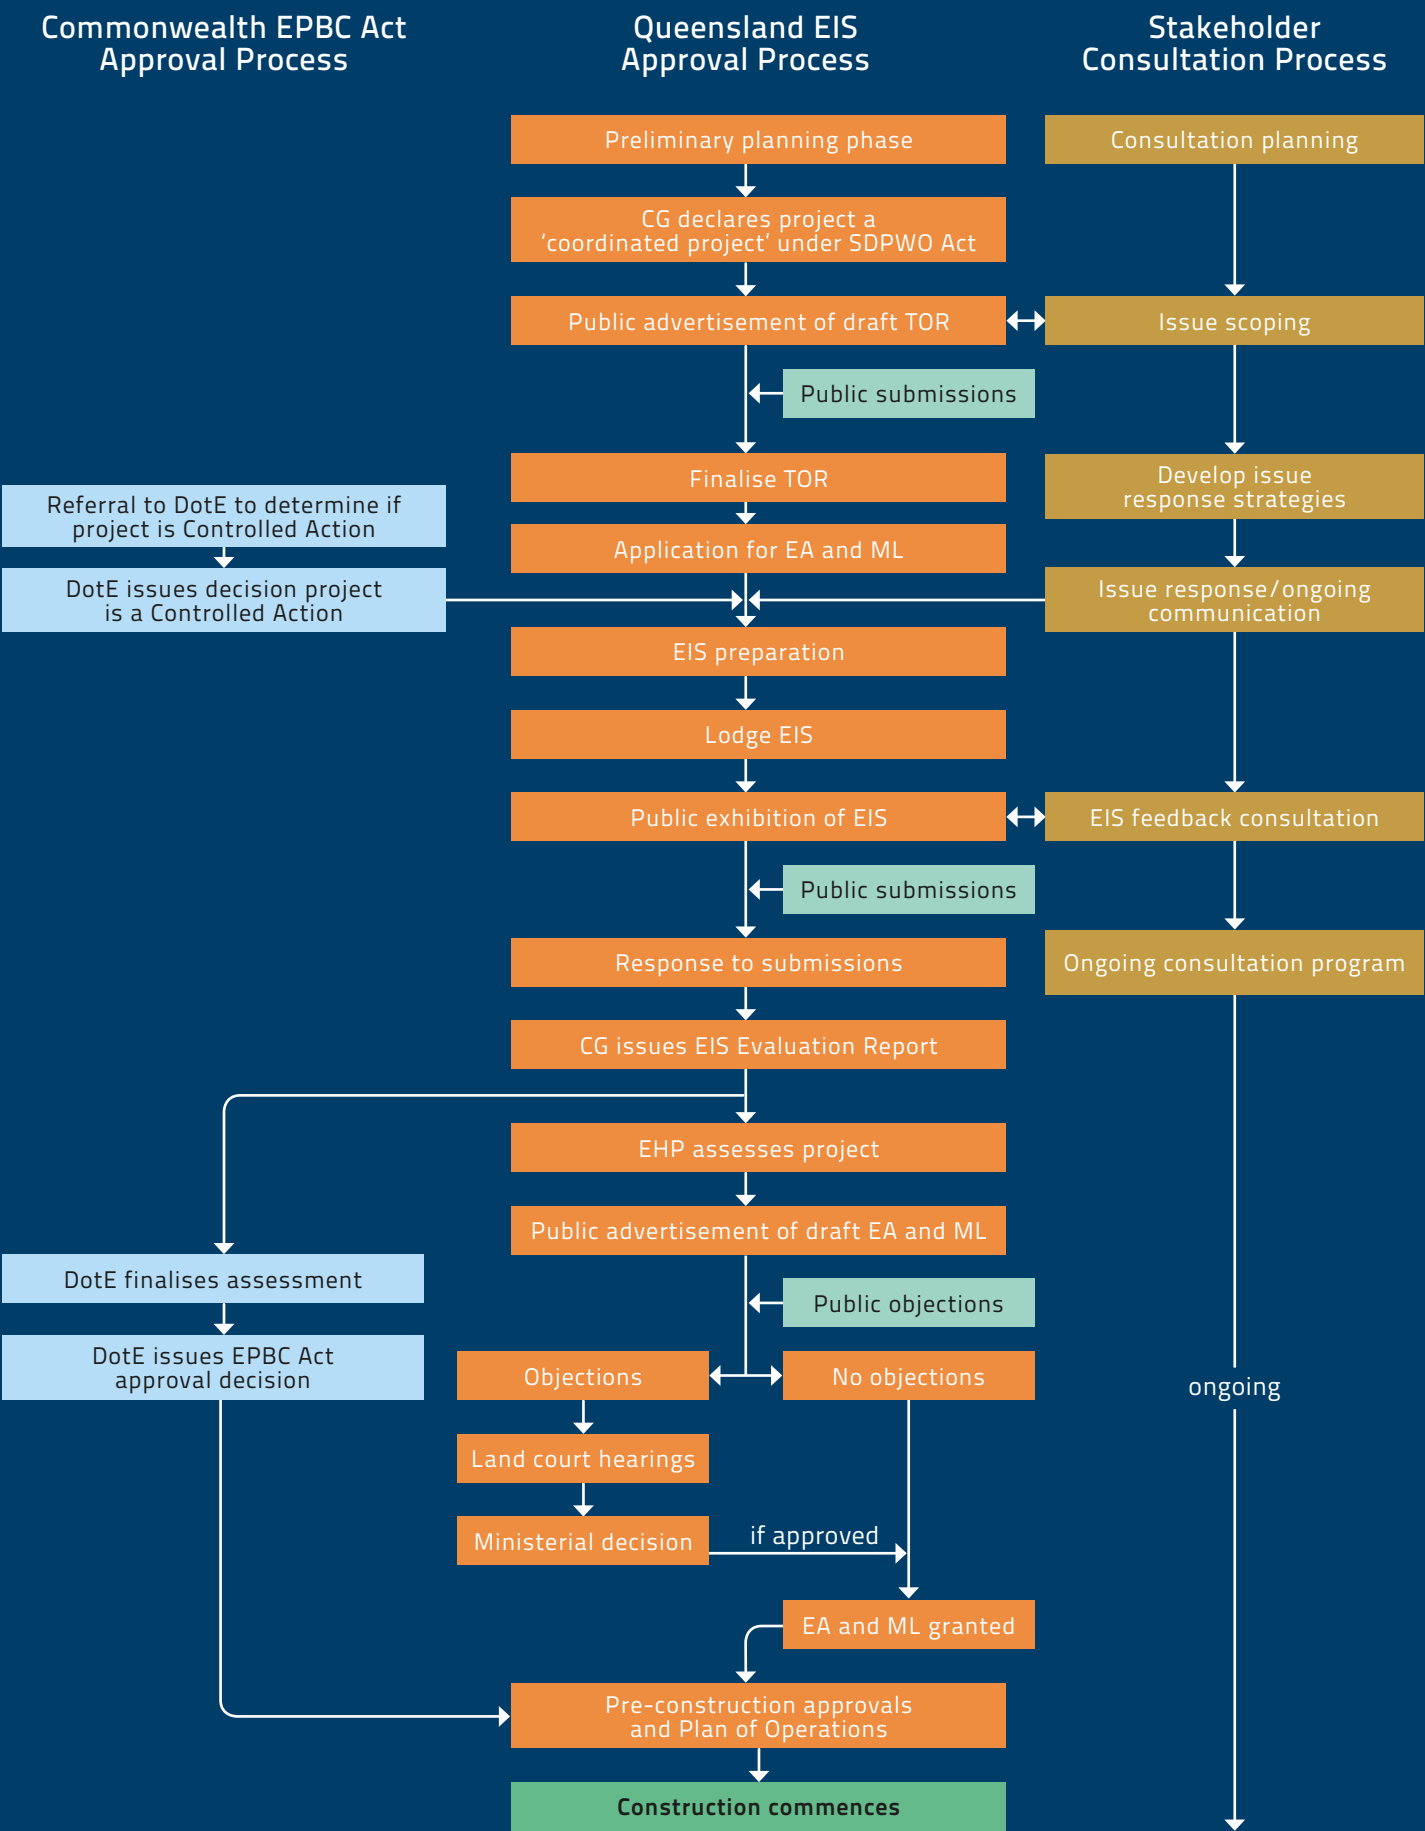 Commonwealth EPBC Act
Approval Process
Queensland EIS
Approval Process
Stakeholder
Consultation Process
Preliminary planning phase
Consultation planning
CG declares project a
‘coordinated project’ under SDPWO Act
Public advertisement of draft TOR
Issue scoping
Public submissions
Finalise TOR
Develop issue
response strategies
Referral to DotE to determine if
project is Controlled Action
Application for EA and ML
DotE issues decision project
is a Controlled Action
Issue response/ongoing
communication
EIS preparation
Lodge EIS
Public exhibition of EIS
EIS feedback consultation
Public submissions
Response to submissions
Ongoing consultation program
CG issues EIS Evaluation Report
EHP assesses project
Public advertisement of draft EA and ML
DotE finalises assessment
Public objections
DotE issues EPBC Act
approval decision
Objections
No objections
ongoing
Land court hearings
Ministerial decision
if approved
EA and ML granted
Pre-construction approvals
and Plan of Operations
Construction commences